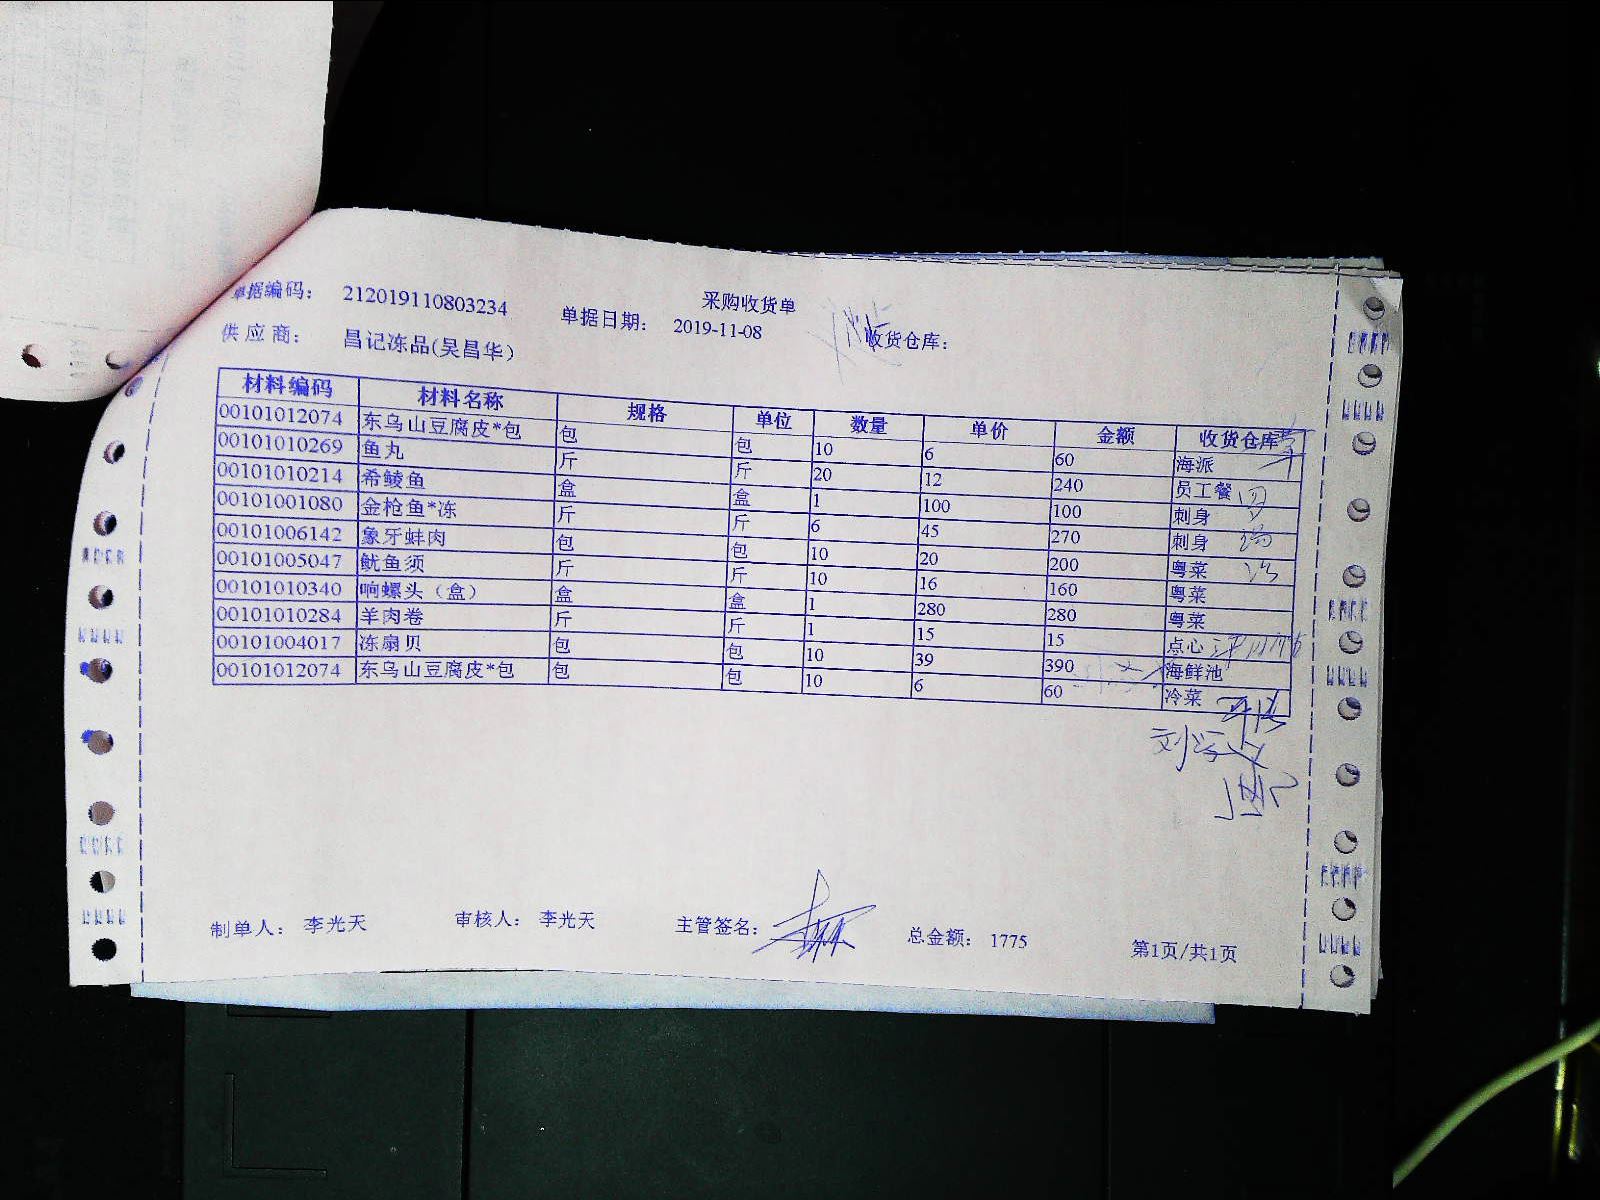 采购收货单
单据编码： 212019110803234 单据日期： 2019-11-08 收货仓库：
供应商： 昌记冻品(吴昌华)
材料编码 材料名称 规格 单位 数量 单价 金额 收货仓库
00101012074 东乌山豆腐皮*包 包 包 10 6 60 海派
00101010269 鱼丸 斤 斤 20 12 240 员工餐
00101010214 希鲮鱼 盒 盒 1 100 100 刺身
00101001080 金枪鱼*冻 斤 斤 6 45 270 刺身
00101006142 象牙蚌肉 包 包 10 20 200 粤菜
00101005047 鱿鱼须 斤 斤 10 16 160 粤菜
00101010340 响螺头（盒） 盒 盒 1 280 280 粤菜
00101010284 羊肉卷 斤 斤 1 15 15 点心
00101004017 冻扇贝 包 包 10 39 390 海鲜池
00101012074 东乌山豆腐皮*包 包 包 10 6 60 冷菜
制单人： 李光天 审核人： 李光天 主管签名： 总金额： 1775 第1页/共1页